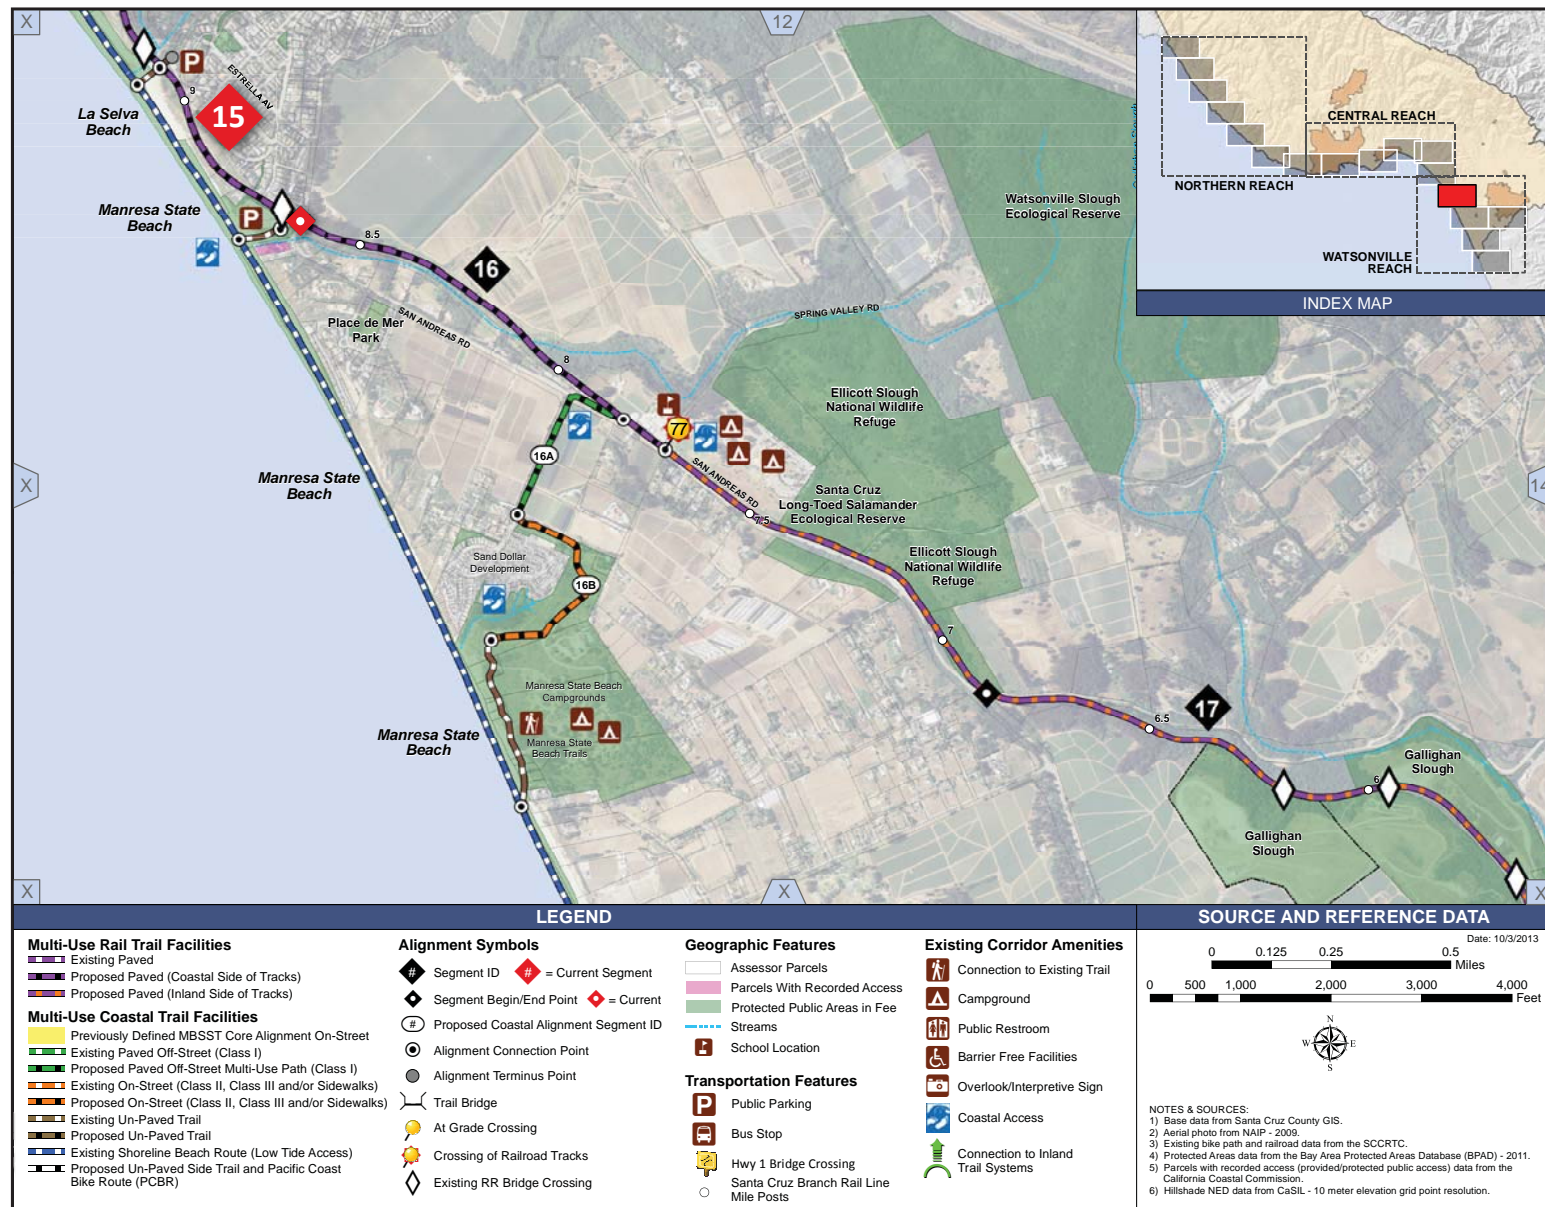 X
12
ESTRELLA AV
9
15
La Selva
Beach
Manresa State
Beach
8.5
16
Watsonville Slough
Ecological Reserve
Place de Mer
Park
SAN ANDREAS RD
SPRING VALLEY RD
8
Ellicott Slough
National Wildlife
Refuge
77
16A
X
Manresa State
Beach
SAN ANDREAS RD
Santa Cruz
Long-Toed Salamander
Ecological Reserve
7.5
14
Sand Dollar
Development
16B
Ellicott Slough
National Wildlife
Refuge
7
Manresa State Beach
Campgrounds
Manresa State
Beach Trails
Manresa State
Beach
17
6.5
Gallighan
Slough
6
Gallighan
Slough
X
X
X
CENTRAL REACH
NORTHERN REACH
WATSONVILLE
REACH
INDEX MAP
LEGEND
Multi-Use Rail Trail Facilities
Existing Paved
Proposed Paved (Coastal Side of Tracks)
Proposed Paved (Inland Side of Tracks)
Multi-Use Coastal Trail Facilities
Previously Defined MBSST Core Alignment On-Street
Existing Paved Off-Street (Class I)
Proposed Paved Off-Street Multi-Use Path (Class I)
Existing On-Street (Class II, Class III and/or Sidewalks)
Proposed On-Street (Class II, Class III and/or Sidewalks)
Existing Un-Paved Trail
Proposed Un-Paved Trail
Existing Shoreline Beach Route (Low Tide Access)
Proposed Un-Paved Side Trail and Pacific Coast
Bike Route (PCBR)
Alignment Symbols
# Segment ID # = Current Segment
Segment Begin/End Point = Current
# Proposed Coastal Alignment Segment ID
Alignment Connection Point
Alignment Terminus Point
Trail Bridge
At Grade Crossing
Crossing of Railroad Tracks
Existing RR Bridge Crossing
Geographic Features
Assessor Parcels
Parcels With Recorded Access
Protected Public Areas in Fee
Streams
School Location
Transportation Features
P Public Parking
Bus Stop
Hwy 1 Bridge Crossing
Santa Cruz Branch Rail Line
Mile Posts
Existing Corridor Amenities
Connection to Existing Trail
Campground
Public Restroom
Barrier Free Facilities
Overlook/Interpretive Sign
Coastal Access
Connection to Inland
Trail Systems
SOURCE AND REFERENCE DATA
Date: 10/3/2013
0 0.125 0.25 0.5
Miles
0 500 1,000 2,000 3,000 4,000
Feet
N
W E
S
NOTES & SOURCES:
1) Base data from Santa Cruz County GIS.
2) Aerial photo from NAIP - 2009.
3) Existing bike path and railroad data from the SCCRTC.
4) Protected Areas data from the Bay Area Protected Areas Database (BPAD) - 2011.
5) Parcels with recorded access (provided/protected public access) data from the
California Coastal Commission.
6) Hillshade NED data from CaSIL - 10 meter elevation grid point resolution.